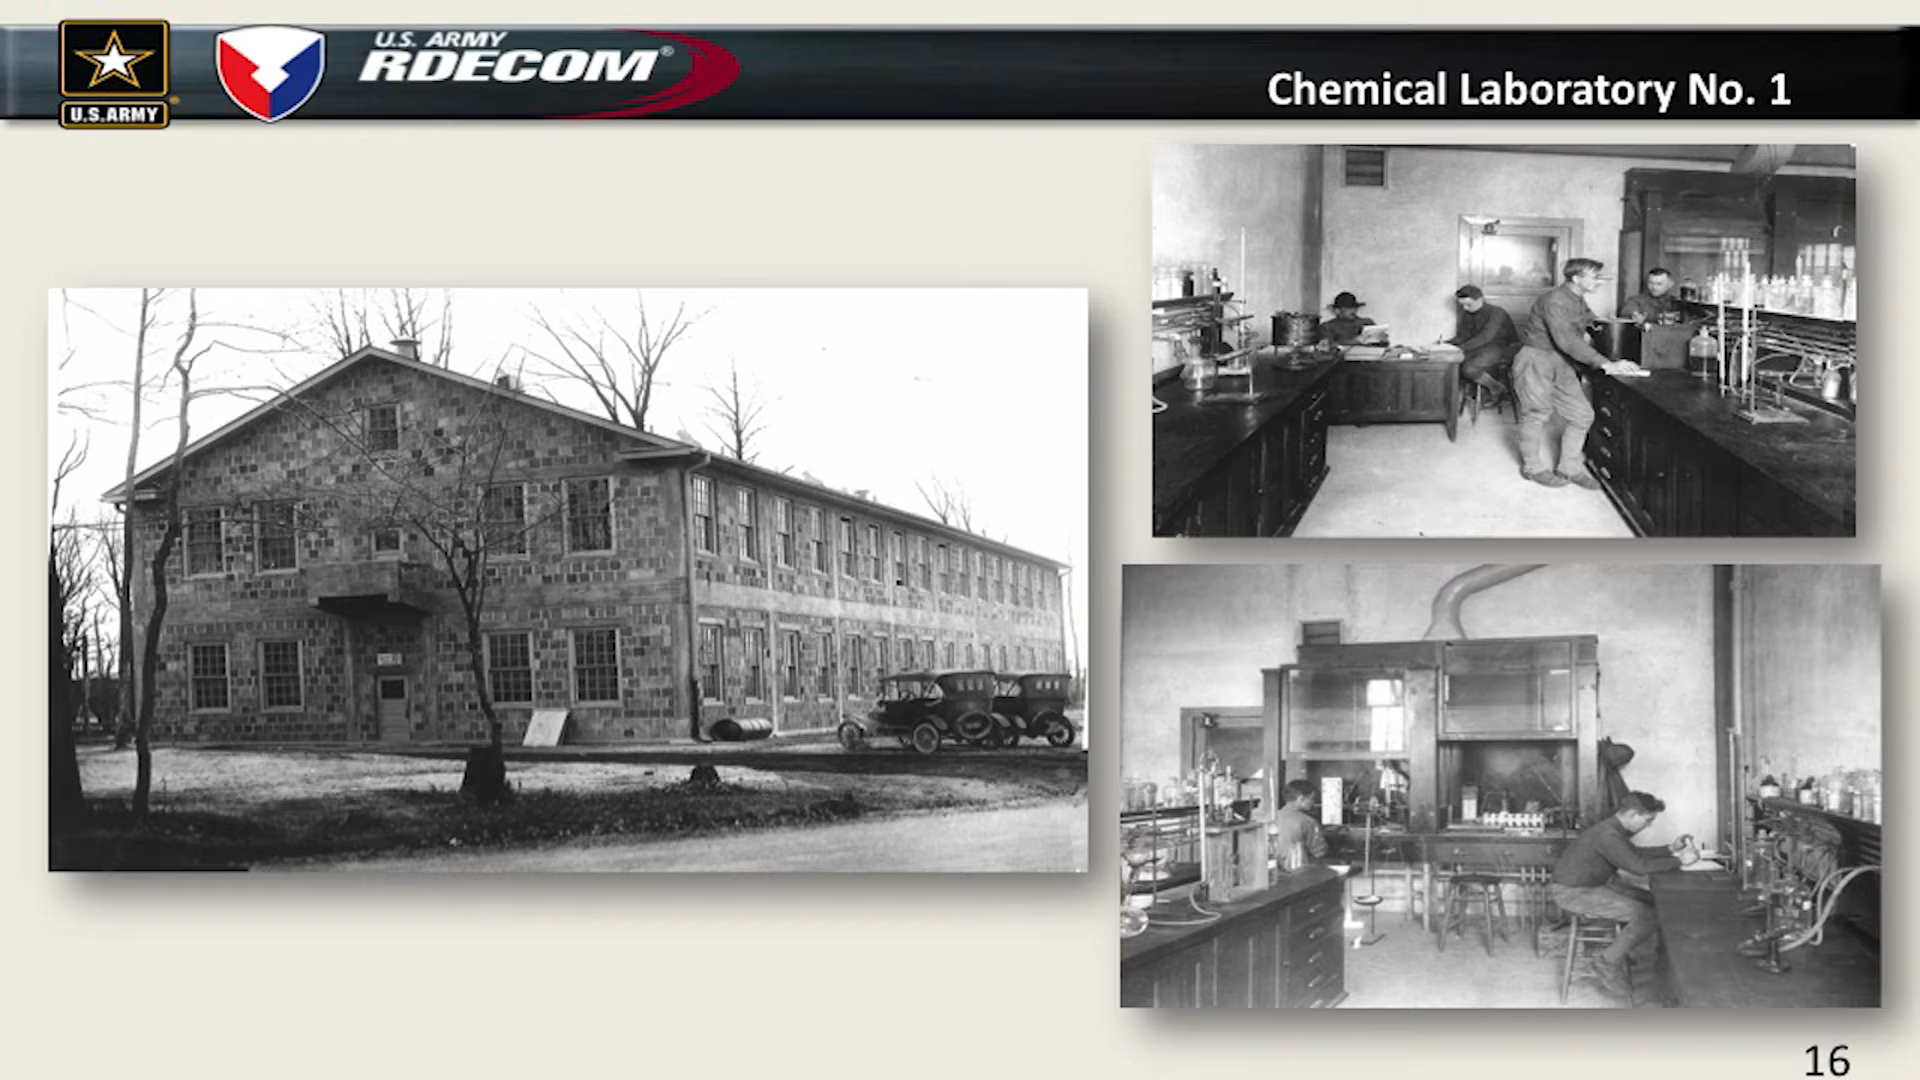 U.S. ARMY
U.S. ARMY
RDECOM®
Chemical Laboratory No. 1
16